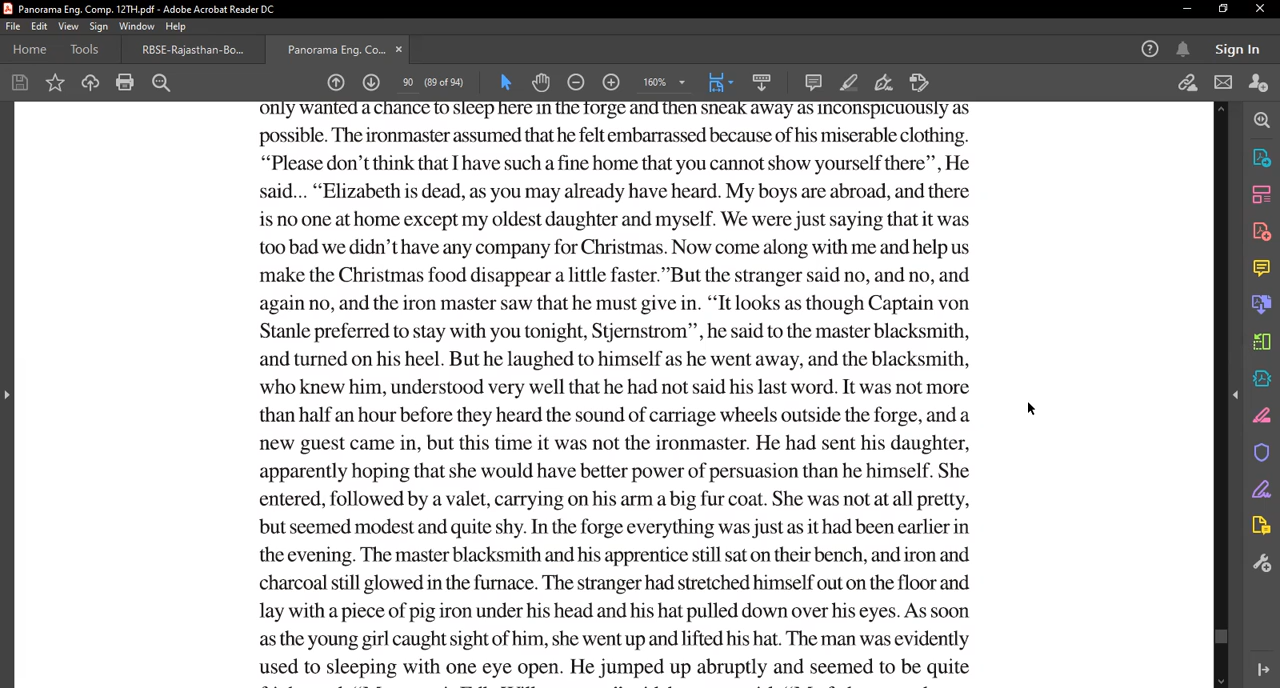 Panorama Eng. Comp. 12TH.pdf - Adobe Acrobat Reader DC
File Edit View Sign Window Help
Home Tools RBSE-Rajasthan-Bo... Panorama Eng. Co... × Sign In
90 (89 of 94) 160%
only wanted a chance to sleep here in the forge and then sneak away as inconspicuously as
possible. The ironmaster assumed that he felt embarrassed because of his miserable clothing.
“Please don’t think that I have such a fine home that you cannot show yourself there”, He
said... “Elizabeth is dead, as you may already have heard. My boys are abroad, and there
is no one at home except my oldest daughter and myself. We were just saying that it was
too bad we didn’t have any company for Christmas. Now come along with me and help us
make the Christmas food disappear a little faster.”But the stranger said no, and no, and
again no, and the iron master saw that he must give in. “It looks as though Captain von
Stanle preferred to stay with you tonight, Stjernstrom”, he said to the master blacksmith,
and turned on his heel. But he laughed to himself as he went away, and the blacksmith,
who knew him, understood very well that he had not said his last word. It was not more
than half an hour before they heard the sound of carriage wheels outside the forge, and a
new guest came in, but this time it was not the ironmaster. He had sent his daughter,
apparently hoping that she would have better power of persuasion than he himself. She
entered, followed by a valet, carrying on his arm a big fur coat. She was not at all pretty,
but seemed modest and quite shy. In the forge everything was just as it had been earlier in
the evening. The master blacksmith and his apprentice still sat on their bench, and iron and
charcoal still glowed in the furnace. The stranger had stretched himself out on the floor and
lay with a piece of pig iron under his head and his hat pulled down over his eyes. As soon
as the young girl caught sight of him, she went up and lifted his hat. The man was evidently
used to sleeping with one eye open. He jumped up abruptly and seemed to be quite